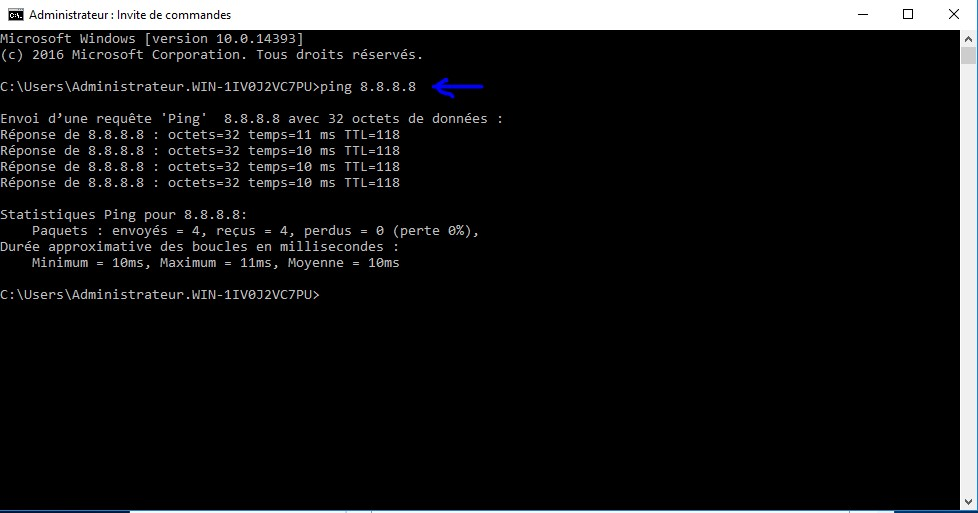 Administrateur : Invite de commandes
Microsoft Windows [version 10.0.14393]
(c) 2016 Microsoft Corporation. Tous droits réservés.
C:\Users\Administrateur.WIN-1IV0J2VC7PU>ping 8.8.8.8
Envoi d’une requête 'Ping'  8.8.8.8 avec 32 octets de données :
Réponse de 8.8.8.8 : octets=32 temps=11 ms TTL=118
Réponse de 8.8.8.8 : octets=32 temps=10 ms TTL=118
Réponse de 8.8.8.8 : octets=32 temps=10 ms TTL=118
Réponse de 8.8.8.8 : octets=32 temps=10 ms TTL=118
Statistiques Ping pour 8.8.8.8:
    Paquets : envoyés = 4, reçus = 4, perdus = 0 (perte 0%),
Durée approximative des boucles en millisecondes :
    Minimum = 10ms, Maximum = 11ms, Moyenne = 10ms
C:\Users\Administrateur.WIN-1IV0J2VC7PU>